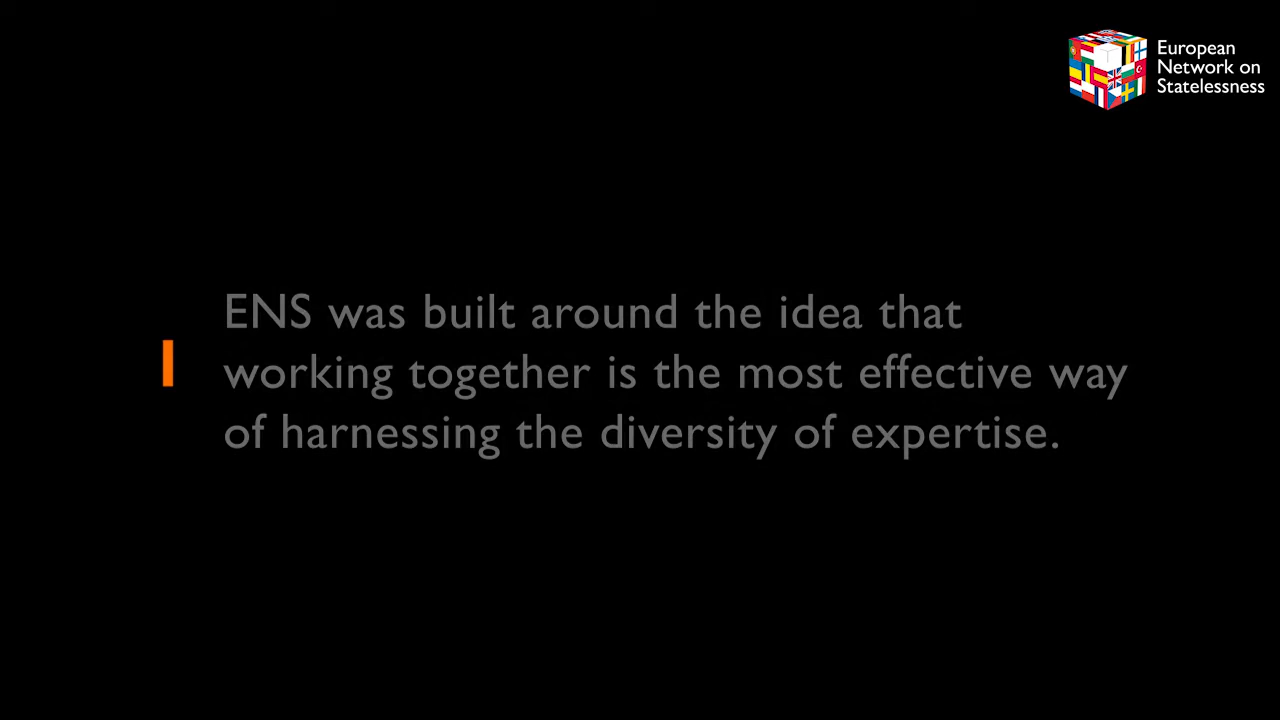 European
Network on
Statelessness
ENS was built around the idea that
working together is the most effective way
of harnessing the diversity of expertise.